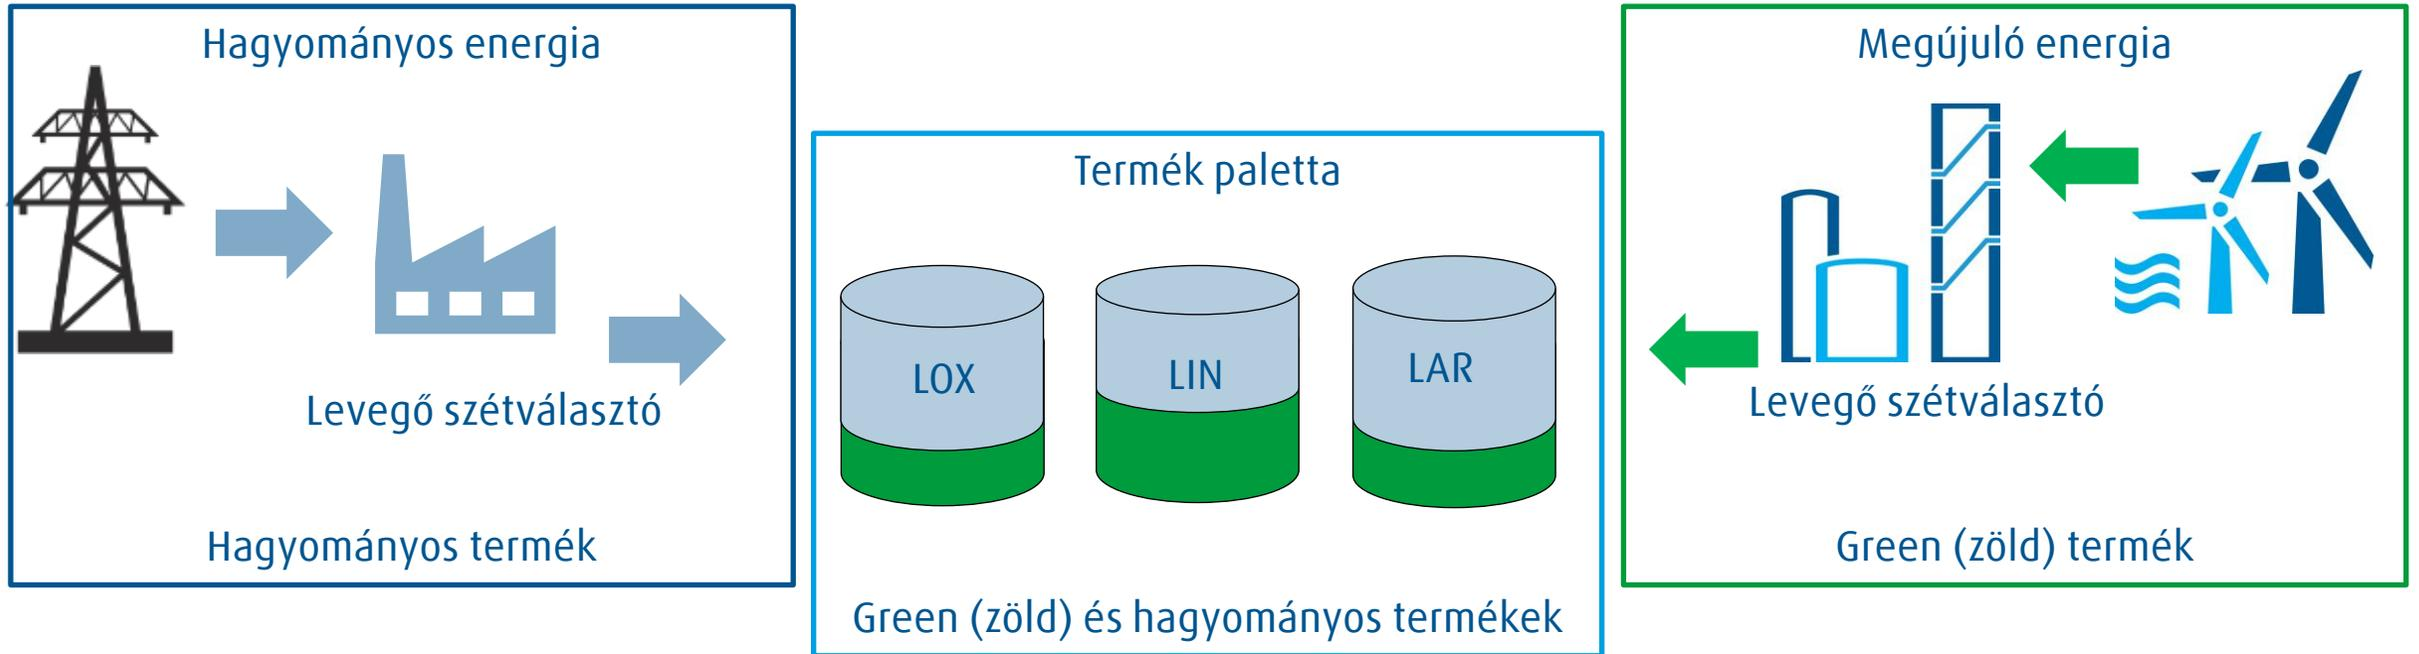 Hagyományos energia
Levegő szétválasztó
Hagyományos termék
Termék paletta
LOX
LIN
LAR
Green (zöld) és hagyományos termékek
Megújuló energia
Levegő szétválasztó
Green (zöld) termék